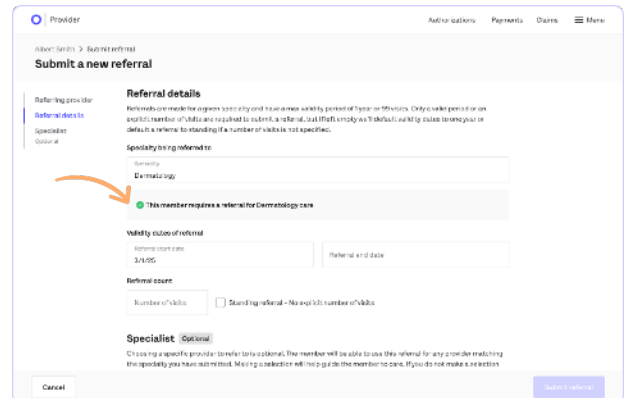 Provider
Authorizations Payments Claims Menu
Albert Smith > Submit referral
Submit a new referral
Referring provider
Referral details
Specialist
Optional
Referral details
Referrals are made for a given specialty and have a max validity period of 1 year or 99 visits. Only a valid period or an
explicit number of visits are required to submit a referral, but if left empty we'll default validity dates to one year or
default a referral to standing if a number of visits is not specified.
Specialty being referred to
Specialty
Dermatology
This member requires a referral for Dermatology care
Validity dates of referral
Referral start date
3/4/25
Referral end date
Referral count
Number of visits
Standing referral - No explicit number of visits
Specialist Optional
Choosing a specific provider to refer to is optional. The member will be able to use this referral for any provider matching
the specialty you have submitted. Making a selection will help guide the member to care. If you do not make a selection
Cancel
Submit referral